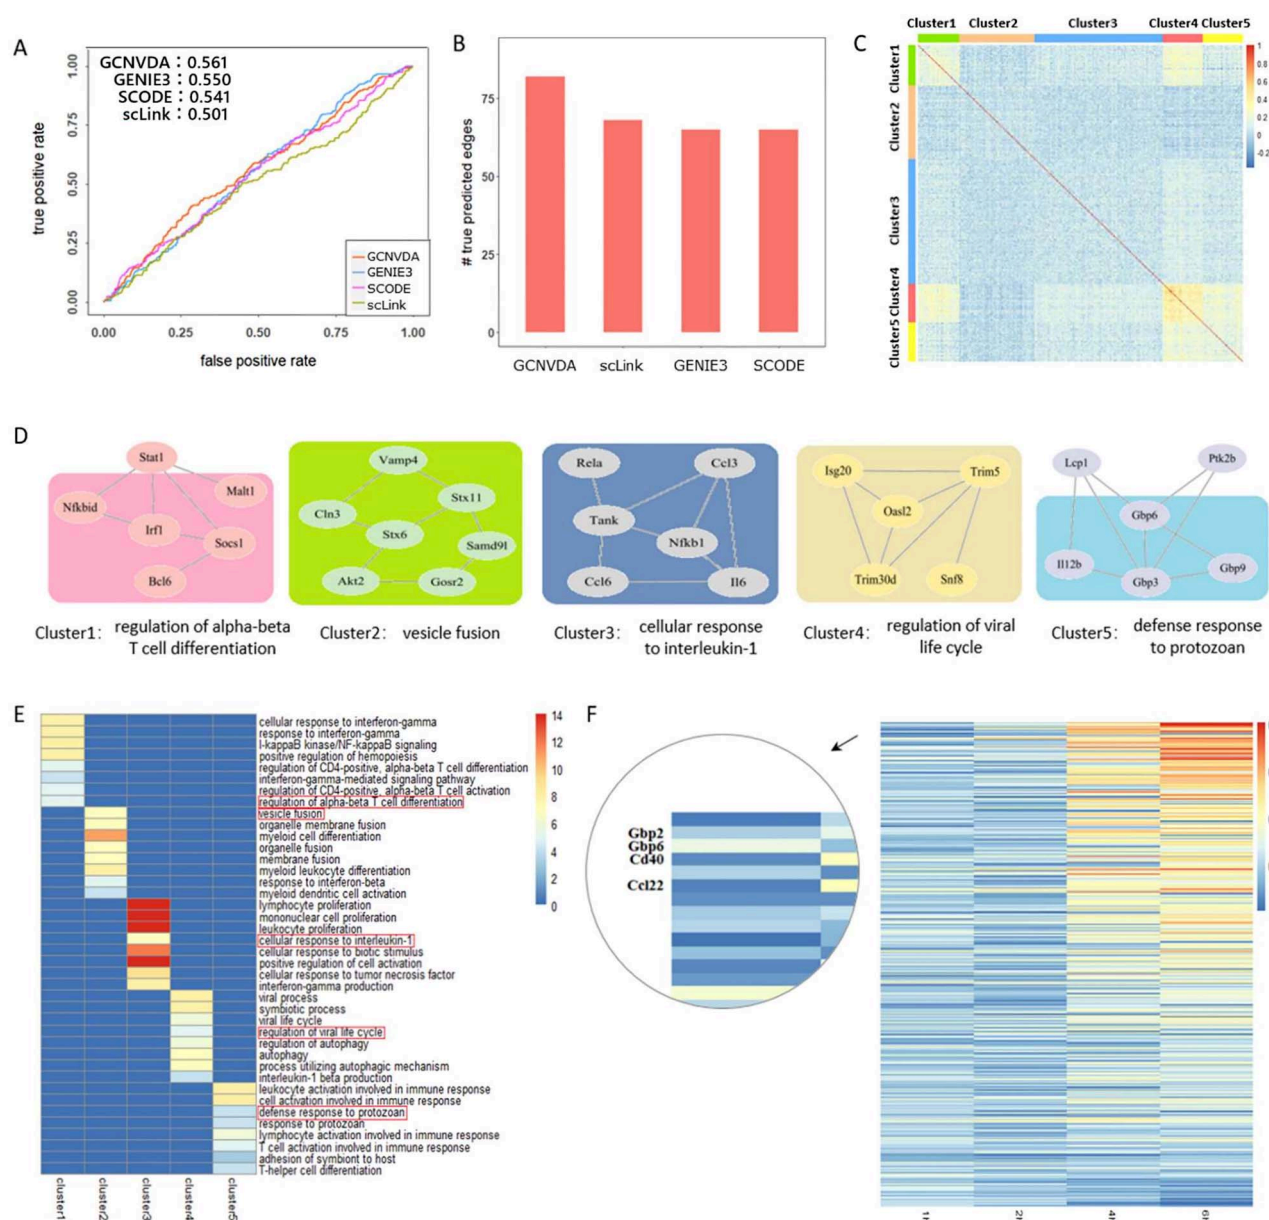 A
GCNVDA：0.561
GENIE3：0.550
SCODE：0.541
scLink：0.501
true positive rate
1.00
0.75
0.50
0.25
0.00
0.00 0.25 0.50 0.75 1.00
false positive rate
GCNVDA
GENIE3
SCODE
scLink
B
# true predicted edges
75
50
25
0
GCNVDA scLink GENIE3 SCODE
C
Cluster1 Cluster2 Cluster3 Cluster4 Cluster5
Cluster1
Cluster2
Cluster3
Cluster4
Cluster5
1
0.8
0.6
0.4
0.2
0
-0.2
D
Stat1
Malt1
Nfkbid
Irf1
Socs1
Bcl6
Cluster1： regulation of alpha-beta
T cell differentiation
Vamp4
Stx11
Cln3
Stx6
Samd9l
Akt2
Gosr2
Cluster2： vesicle fusion
Rela
Ccl3
Tank
Nfkb1
Ccl6
Il6
Cluster3： cellular response
to interleukin-1
Isg20
Trim5
Oasl2
Trim30d
Snf8
Cluster4： regulation of viral
life cycle
Lcp1
Ptk2b
Gbp6
Il12b
Gbp3
Gbp9
Cluster5： defense response
to protozoan
E
cellular response to interferon-gamma
response to interferon-gamma
I-kappaB kinase/NF-kappaB signaling
positive regulation of hemopoiesis
regulation of CD4-positive, alpha-beta T cell differentiation
interferon-gamma-mediated signaling pathway
regulation of CD4-positive, alpha-beta T cell activation
regulation of alpha-beta T cell differentiation
vesicle fusion
organelle membrane fusion
myeloid cell differentiation
organelle fusion
membrane fusion
myeloid leukocyte differentiation
response to interferon-beta
myeloid dendritic cell activation
lymphocyte proliferation
mononuclear cell proliferation
leukocyte proliferation
cellular response to interleukin-1
cellular response to biotic stimulus
positive regulation of cell activation
cellular response to tumor necrosis factor
interferon-gamma production
viral process
symbiotic process
viral life cycle
regulation of viral life cycle
regulation of autophagy
autophagy
process utilizing autophagic mechanism
interleukin-1 beta production
leukocyte activation involved in immune response
cell activation involved in immune response
defense response to protozoan
response to protozoan
lymphocyte activation involved in immune response
T cell activation involved in immune response
adhesion of symbiont to host
T-helper cell differentiation
cluster1
cluster2
cluster3
cluster4
cluster5
14
12
10
8
6
4
2
0
F
Gbp2
Gbp6
Cd40
Ccl22